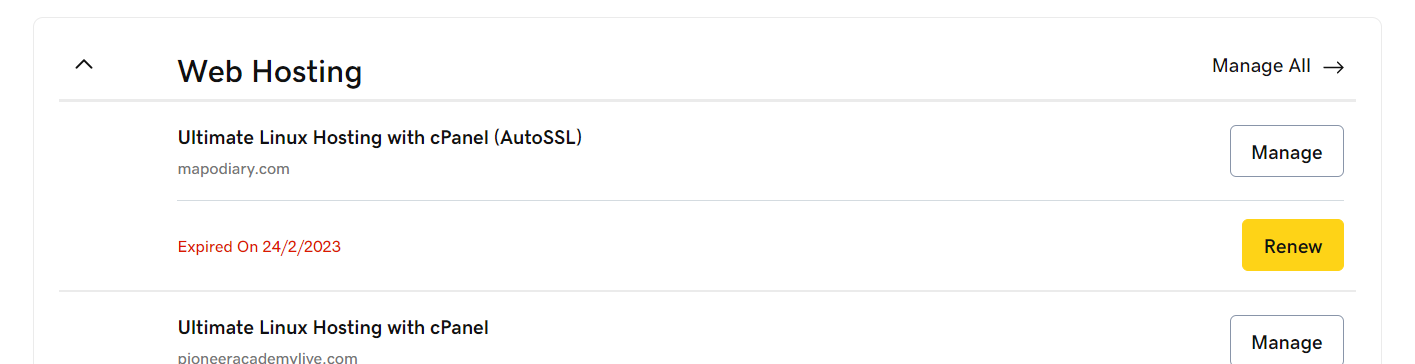 Web Hosting
Manage All
Ultimate Linux Hosting with cPanel (AutoSSL)
mapodiary.com
Manage
Expired On 24/2/2023
Renew
Ultimate Linux Hosting with cPanel
pioneeracademylive.com
Manage